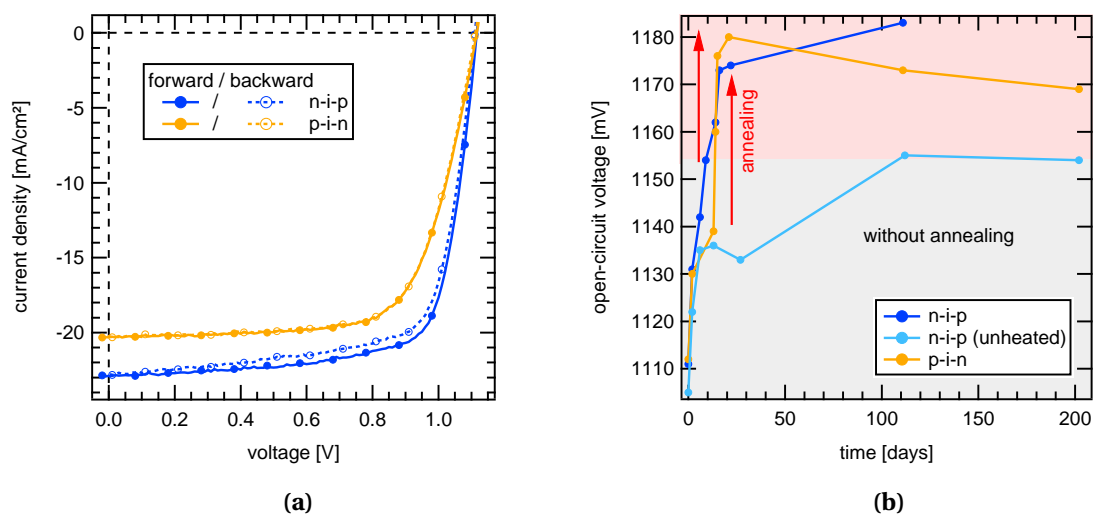 0
-5
-10
-15
-20
current density [mA/cm²]
0.0 0.2 0.4 0.6 0.8 1.0
voltage [V]
forward / backward
/ n-i-p
/ p-i-n
(a)
1180
1170
1160
1150
1140
1130
1120
1110
open-circuit voltage [mV]
0 50 100 150 200
time [days]
annealing
without annealing
n-i-p
n-i-p (unheated)
p-i-n
(b)